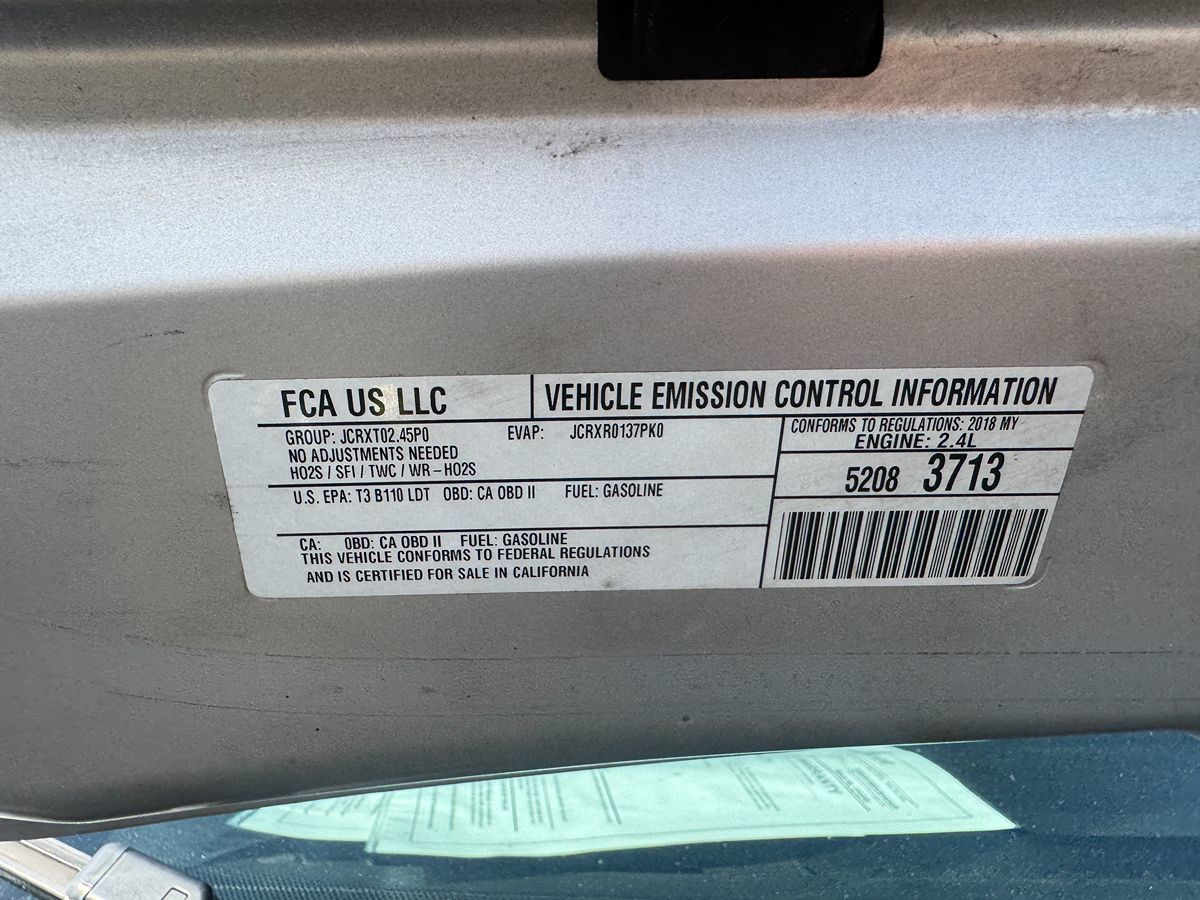 FCA US LLC
VEHICLE EMISSION CONTROL INFORMATION
GROUP: JCRXT02.45P0 EVAP: JCRXR0137PK0
NO ADJUSTMENTS NEEDED
HO2S / SFI / TWC / WR-HO2S
U.S. EPA: T3 B110 LDT OBD: CA OBD II FUEL: GASOLINE
CA: OBD: CA OBD II FUEL: GASOLINE
THIS VEHICLE CONFORMS TO FEDERAL REGULATIONS
AND IS CERTIFIED FOR SALE IN CALIFORNIA
CONFORMS TO REGULATIONS: 2018 MY
ENGINE: 2.4L
5208 3713